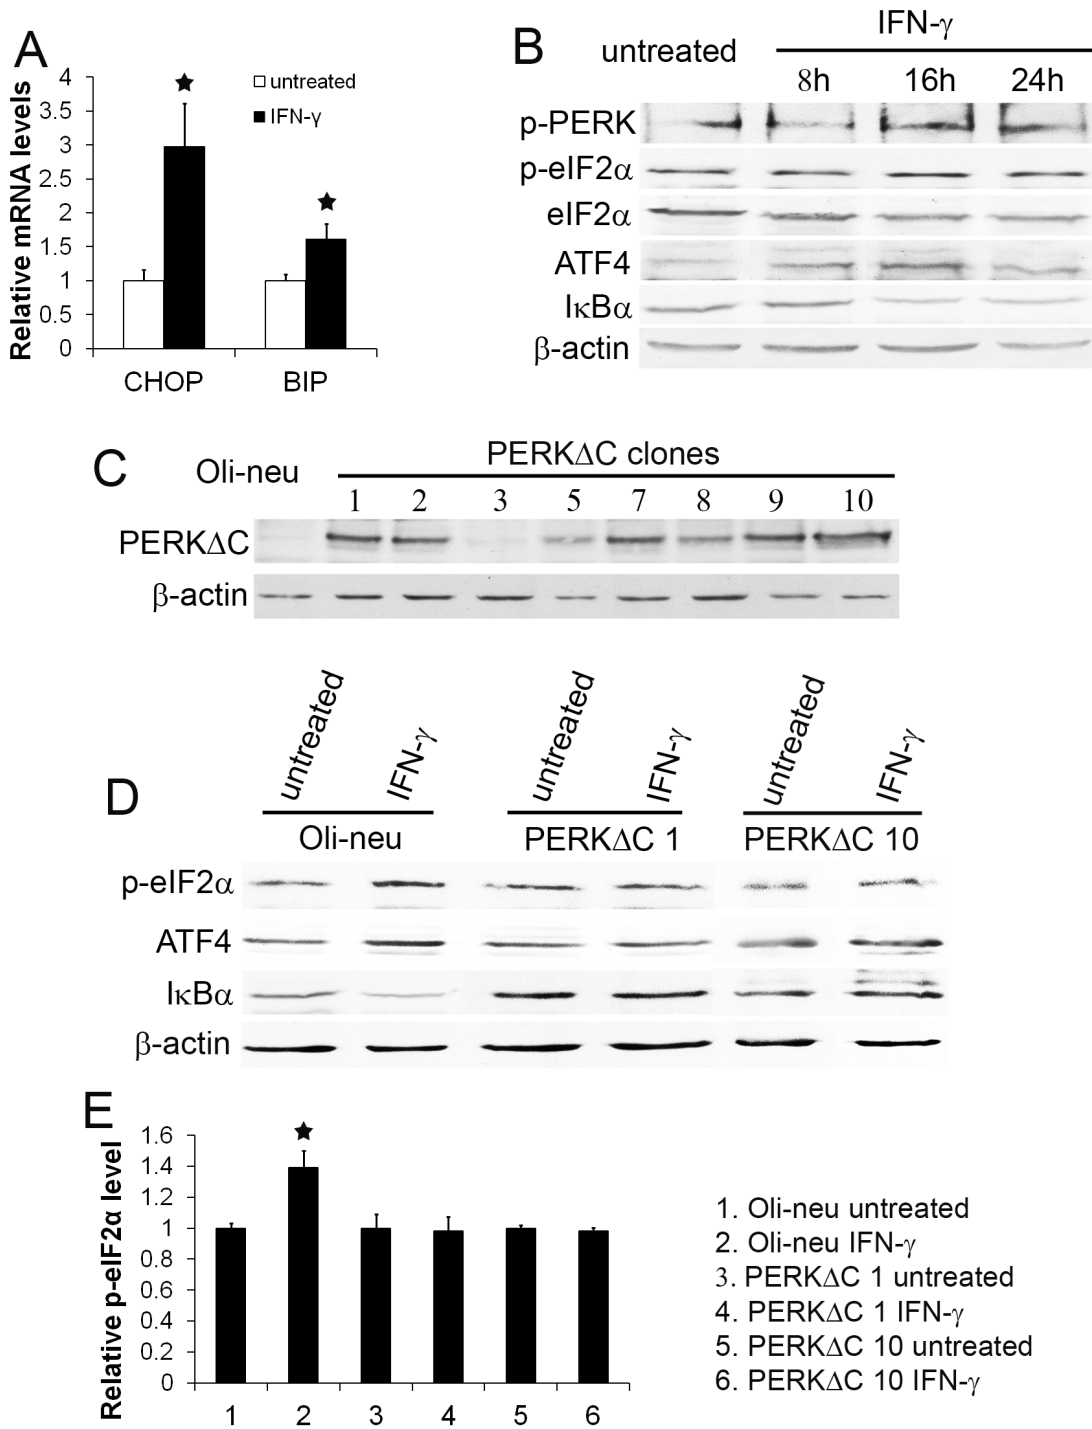 A
Relative mRNA levels
4
3.5
3
2.5
2
1.5
1
0.5
0
untreated
IFN-γ
CHOP BIP
B
untreated
IFN-γ
8h 16h 24h
p-PERK
p-eIF2α
eIF2α
ATF4
IκBα
β-actin
C
Oli-neu
PERKΔC clones
1 2 3 5 7 8 9 10
PERKΔC
β-actin
D
untreated IFN-γ untreated IFN-γ untreated IFN-γ
Oli-neu PERKΔC 1 PERKΔC 10
p-eIF2α
ATF4
IκBα
β-actin
E
Relative p-eIF2α level
1.6
1.4
1.2
1
0.8
0.6
0.4
0.2
0
1 2 3 4 5 6
1. Oli-neu untreated
2. Oli-neu IFN-γ
3. PERKΔC 1 untreated
4. PERKΔC 1 IFN-γ
5. PERKΔC 10 untreated
6. PERKΔC 10 IFN-γ